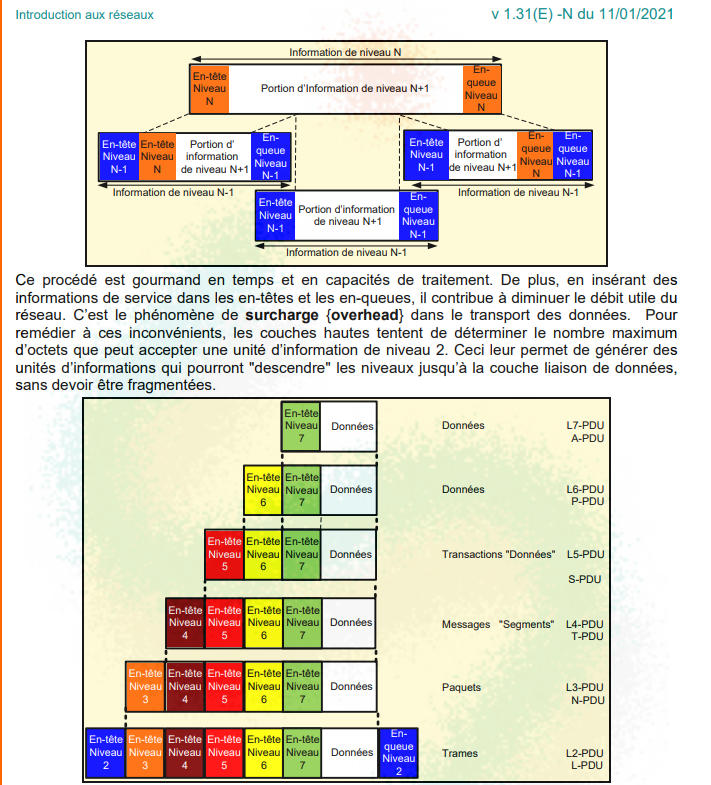 Introduction aux réseaux
v 1.31(E) -N du 11/01/2021
Information de niveau N
En-tête
Niveau
N
Portion d'Information de niveau N+1
En-
queue
Niveau
N
En-tête
Niveau
N-1
En-tête
Niveau
N
Portion d'
information
de niveau N+1
En-
queue
Niveau
N-1
Information de niveau N-1
En-tête
Niveau
N-1
Portion d'
information
de niveau N+1
En-
queue
Niveau
N
En-
queue
Niveau
N-1
Information de niveau N-1
En-tête
Niveau
N-1
Portion d'information
de niveau N+1
En-
queue
Niveau
N-1
Information de niveau N-1
Ce procédé est gourmand en temps et en capacités de traitement. De plus, en insérant des
informations de service dans les en-têtes et les en-queues, il contribue à diminuer le débit utile du
réseau. C'est le phénomène de surcharge {overhead} dans le transport des données. Pour
remédier à ces inconvénients, les couches hautes tentent de déterminer le nombre maximum
d'octets que peut accepter une unité d'information de niveau 2. Ceci leur permet de générer des
unités d'informations qui pourront "descendre" les niveaux jusqu'à la couche liaison de données,
sans devoir être fragmentées.
En-tête
Niveau
7
Données
Données
L7-PDU
A-PDU
En-tête
Niveau
6
En-tête
Niveau
7
Données
Données
L6-PDU
P-PDU
En-tête
Niveau
5
En-tête
Niveau
6
En-tête
Niveau
7
Données
Transactions "Données"
L5-PDU
S-PDU
En-tête
Niveau
4
En-tête
Niveau
5
En-tête
Niveau
6
En-tête
Niveau
7
Données
Messages "Segments"
L4-PDU
T-PDU
En-tête
Niveau
3
En-tête
Niveau
4
En-tête
Niveau
5
En-tête
Niveau
6
En-tête
Niveau
7
Données
Paquets
L3-PDU
N-PDU
En-tête
Niveau
2
En-tête
Niveau
3
En-tête
Niveau
4
En-tête
Niveau
5
En-tête
Niveau
6
En-tête
Niveau
7
Données
En-
queue
Niveau
2
Trames
L2-PDU
L-PDU